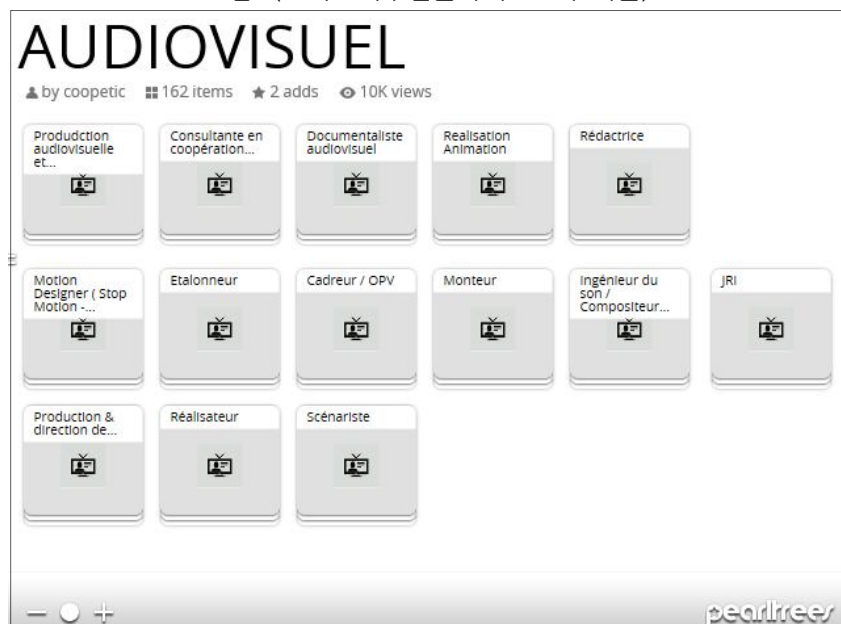 AUDIOVISUEL
by coopetic 162 items 2 adds 10K views
Produdction
audiovisuelle
et...
Consultante en
coopération...
Documentaliste
audiovisuel
Realisation
Animation
Rédactrice
Motion
Designer ( Stop
Motion -...
Etalonneur
Cadreur / OPV
Monteur
Ingénieur du
son /
Compositeur...
JRI
Production &
direction de...
Réalisateur
Scénariste
pearltrees